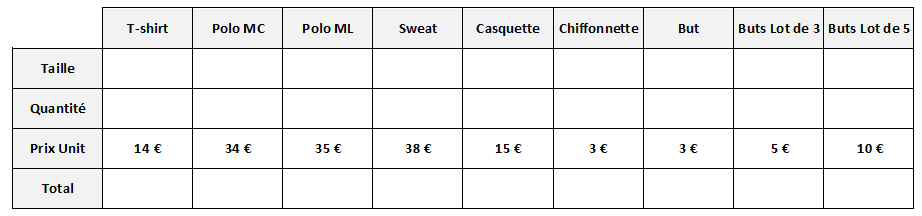 T-shirt Polo MC Polo ML Sweat Casquette Chiffonnette But Buts Lot de 3 Buts Lot de 5
Taille
Quantité
Prix Unit 14 € 34 € 35 € 38 € 15 € 3 € 3 € 5 € 10 €
Total